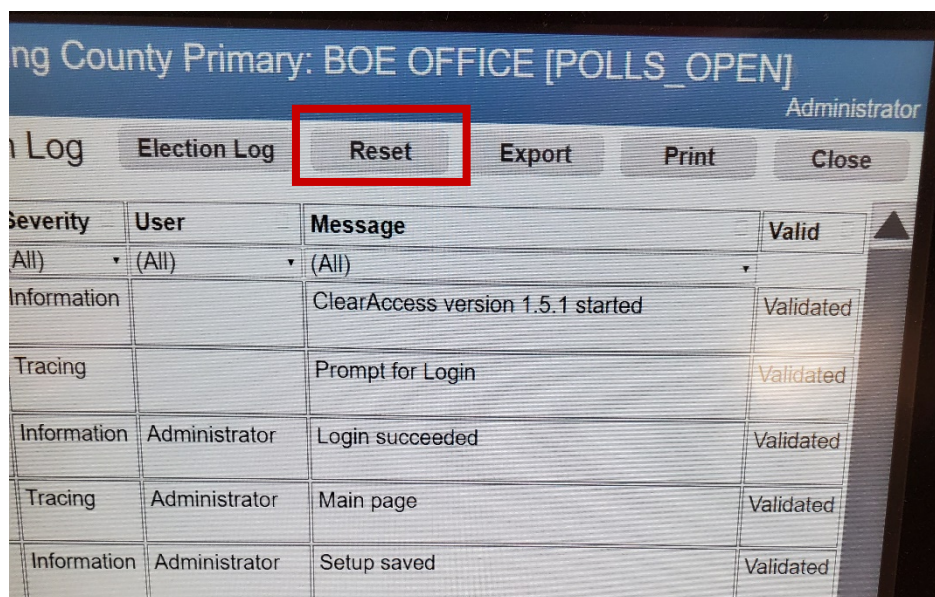 ng County Primary: BOE OFFICE [POLLS_OPEN]
Administrator
Log Election Log Reset Export Print Close
Severity User Message Valid
(All) (All) (All)
Information ClearAccess version 1.5.1 started Validated
Tracing Prompt for Login Validated
Information Administrator Login succeeded Validated
Tracing Administrator Main page Validated
Information Administrator Setup saved Validated